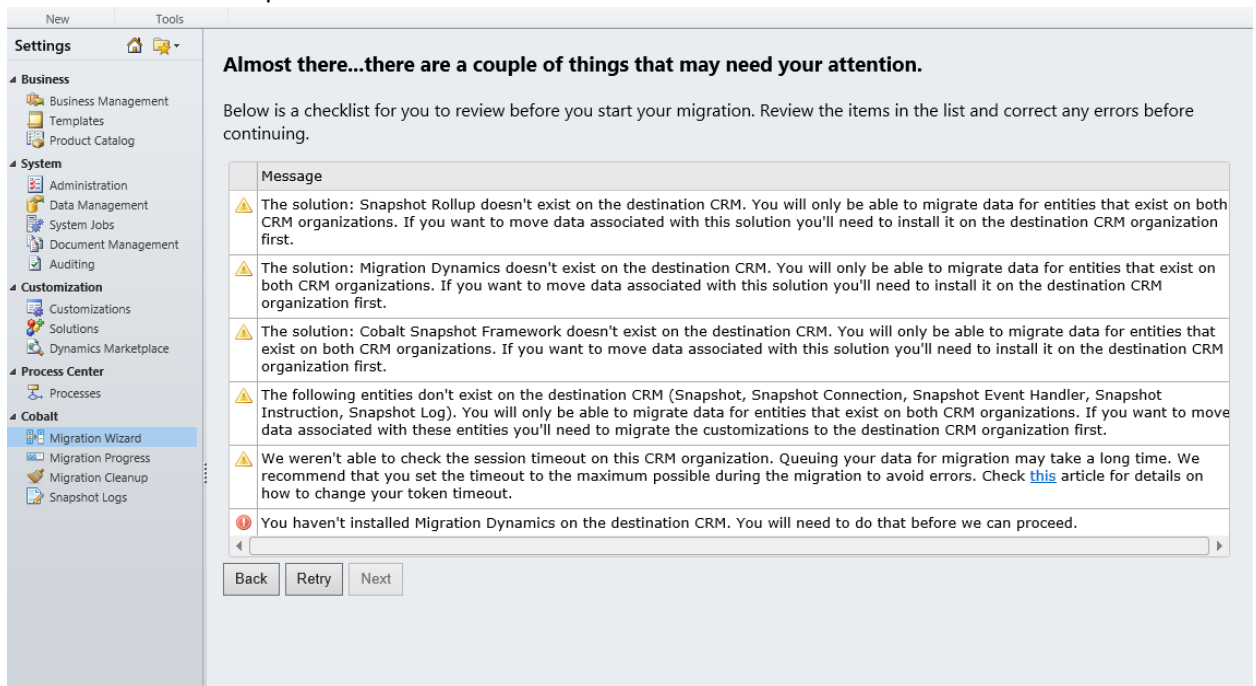 New Tools
Settings
Business
Business Management
Templates
Product Catalog
System
Administration
Data Management
System Jobs
Document Management
Auditing
Customization
Customizations
Solutions
Dynamics Marketplace
Process Center
Processes
Cobalt
Migration Wizard
Migration Progress
Migration Cleanup
Snapshot Logs
Almost there...there are a couple of things that may need your attention.
Below is a checklist for you to review before you start your migration. Review the items in the list and correct any errors before
continuing.
Message
The solution: Snapshot Rollup doesn't exist on the destination CRM. You will only be able to migrate data for entities that exist on both
CRM organizations. If you want to move data associated with this solution you'll need to install it on the destination CRM organization
first.
The solution: Migration Dynamics doesn't exist on the destination CRM. You will only be able to migrate data for entities that exist on
both CRM organizations. If you want to move data associated with this solution you'll need to install it on the destination CRM
organization first.
The solution: Cobalt Snapshot Framework doesn't exist on the destination CRM. You will only be able to migrate data for entities that
exist on both CRM organizations. If you want to move data associated with this solution you'll need to install it on the destination CRM
organization first.
The following entities don't exist on the destination CRM (Snapshot, Snapshot Connection, Snapshot Event Handler, Snapshot
Instruction, Snapshot Log). You will only be able to migrate data for entities that exist on both CRM organizations. If you want to move
data associated with these entities you'll need to migrate the customizations to the destination CRM organization first.
We weren't able to check the session timeout on this CRM organization. Queuing your data for migration may take a long time. We
recommend that you set the timeout to the maximum possible during the migration to avoid errors. Check this article for details on
how to change your token timeout.
You haven't installed Migration Dynamics on the destination CRM. You will need to do that before we can proceed.
Back Retry Next